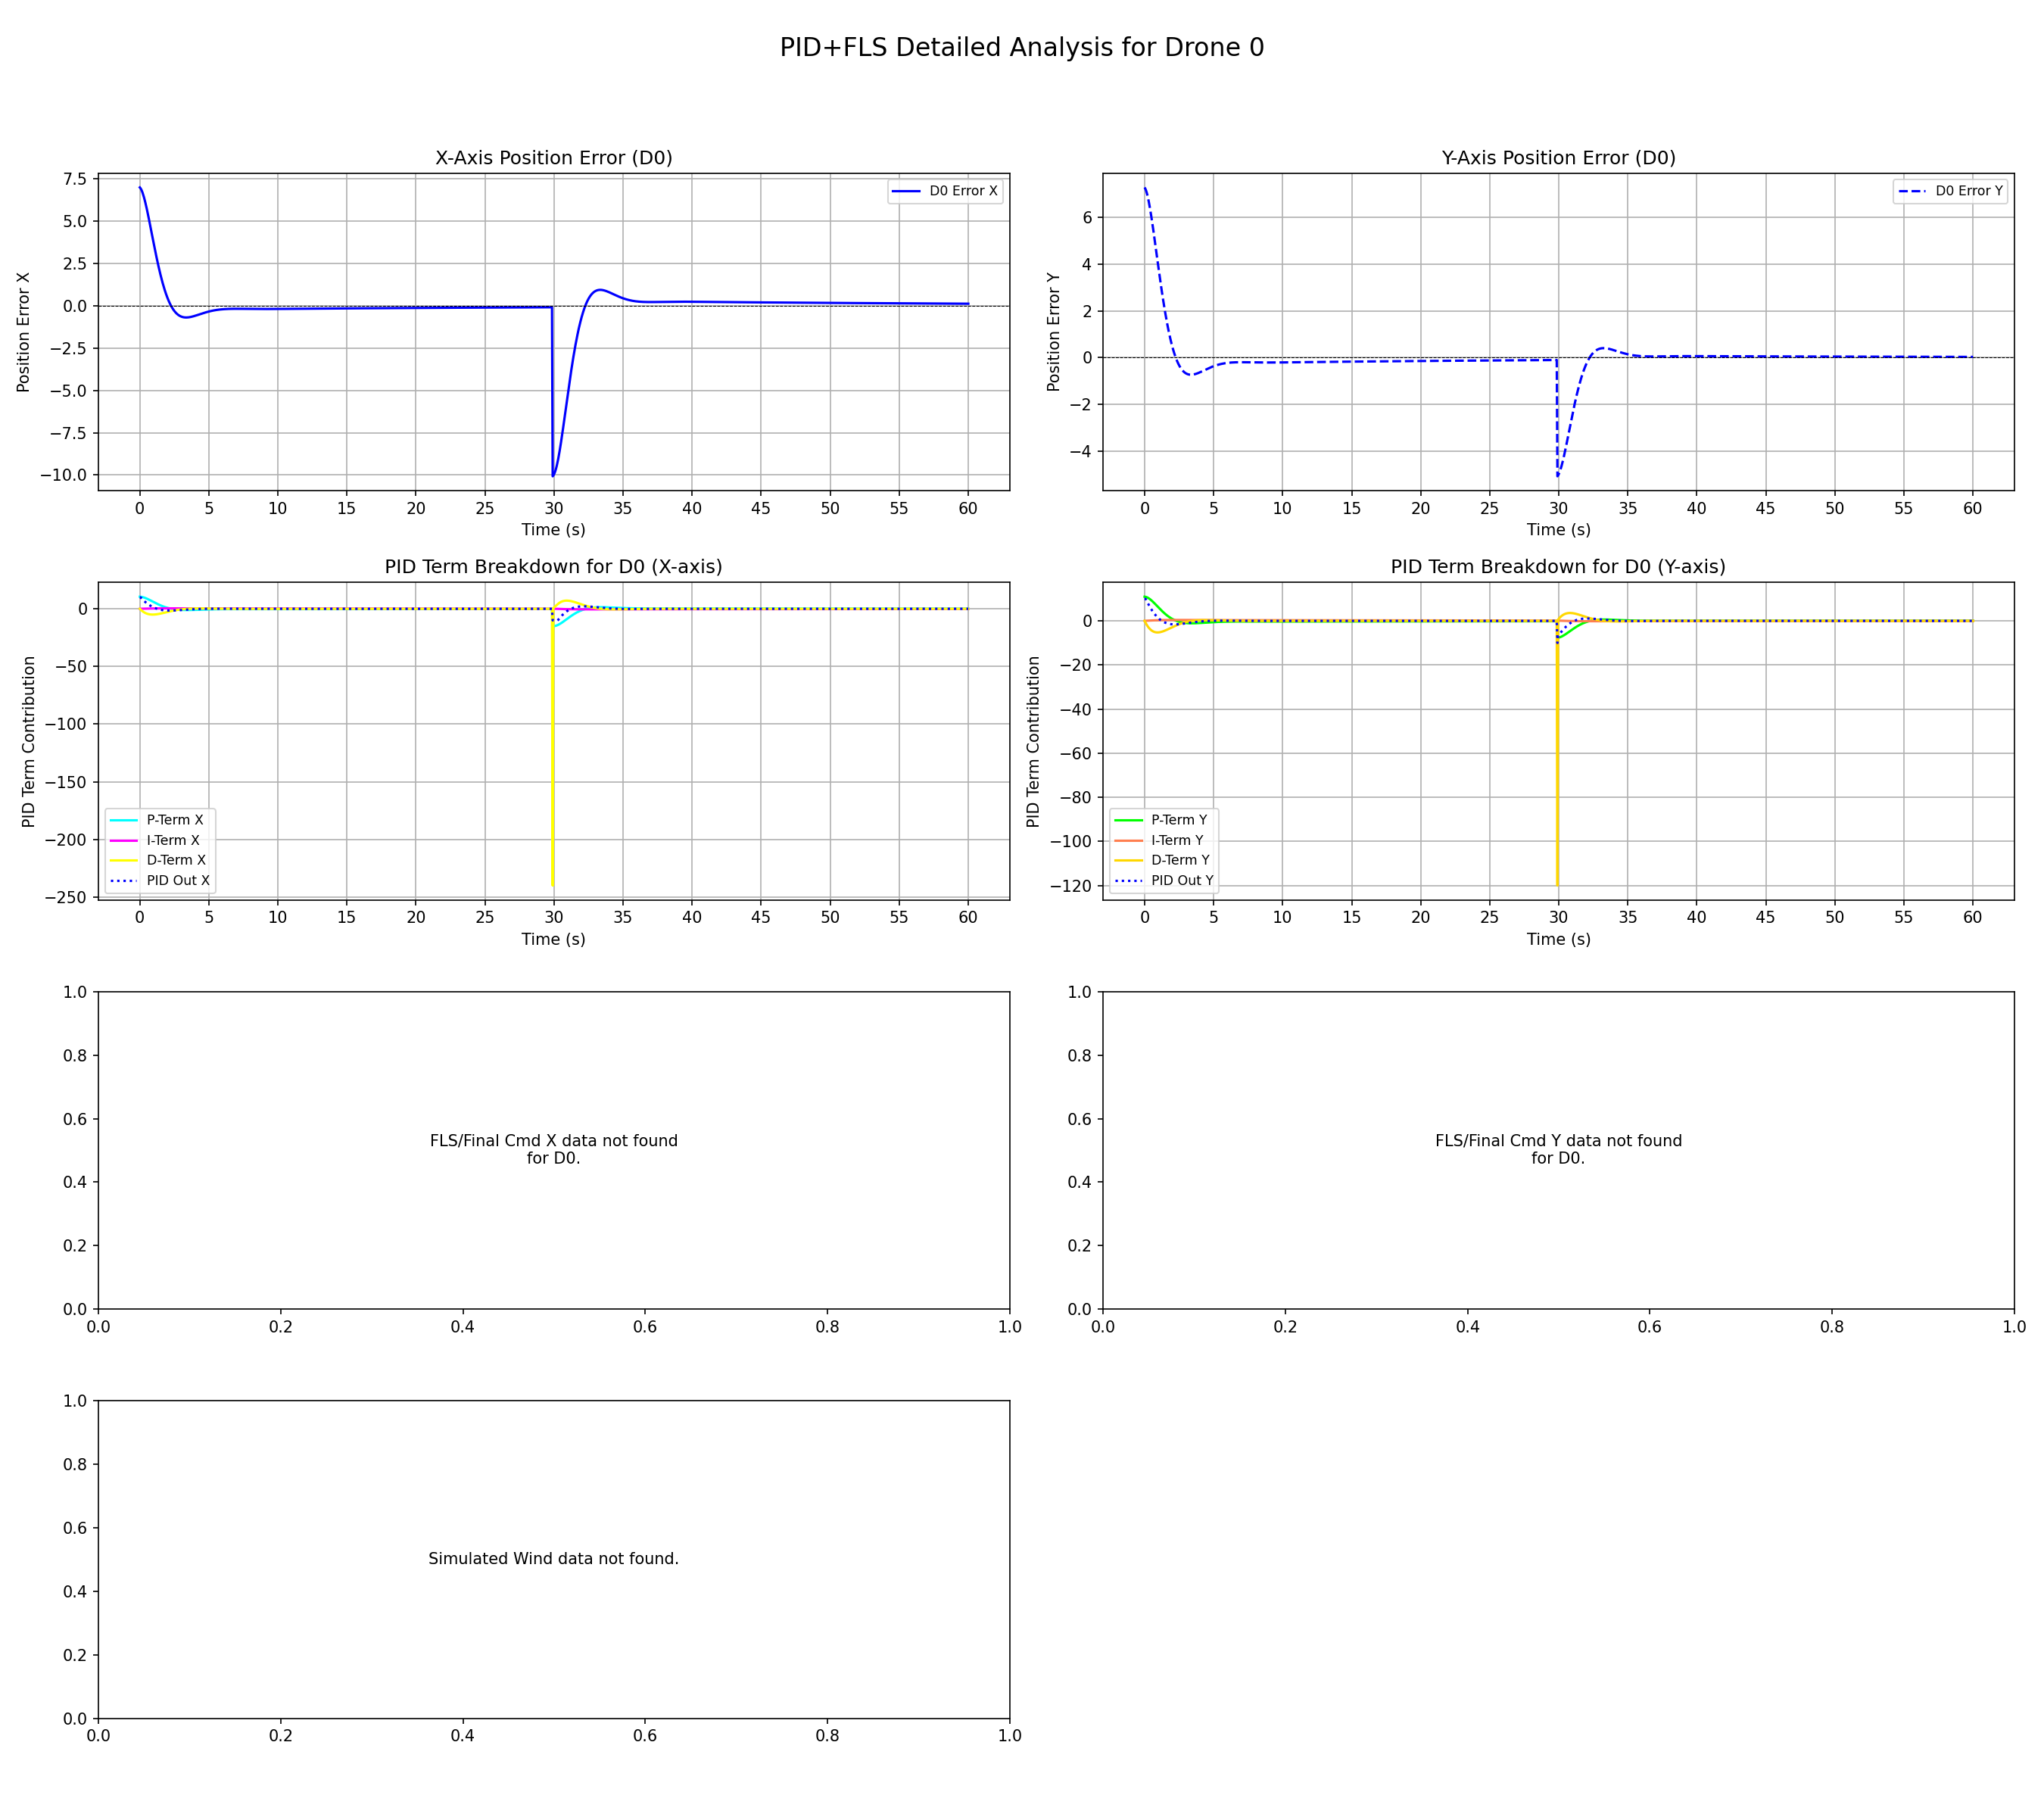 PID+FLS Detailed Analysis for Drone 0
X-Axis Position Error (D0)
7.5
5.0
2.5
0.0
−2.5
−5.0
−7.5
−10.0
Position Error X
D0 Error X
0 5 10 15 20 25 30 35 40 45 50 55 60
Time (s)
Y-Axis Position Error (D0)
6
4
2
0
−2
−4
Position Error Y
D0 Error Y
0 5 10 15 20 25 30 35 40 45 50 55 60
Time (s)
PID Term Breakdown for D0 (X-axis)
0
−50
−100
−150
−200
−250
PID Term Contribution
P-Term X
I-Term X
D-Term X
PID Out X
0 5 10 15 20 25 30 35 40 45 50 55 60
Time (s)
PID Term Breakdown for D0 (Y-axis)
0
−20
−40
−60
−80
−100
−120
PID Term Contribution
P-Term Y
I-Term Y
D-Term Y
PID Out Y
0 5 10 15 20 25 30 35 40 45 50 55 60
Time (s)
1.0
0.8
0.6
0.4
0.2
0.0
FLS/Final Cmd X data not found
for D0.
0.0 0.2 0.4 0.6 0.8 1.0
1.0
0.8
0.6
0.4
0.2
0.0
FLS/Final Cmd Y data not found
for D0.
0.0 0.2 0.4 0.6 0.8 1.0
1.0
0.8
0.6
0.4
0.2
0.0
Simulated Wind data not found.
0.0 0.2 0.4 0.6 0.8 1.0